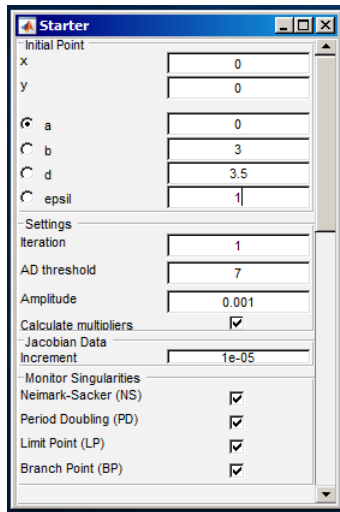 Starter
Initial Point
x 0
y 0
a 0
b 3
d 3.5
epsil 1
Settings
Iteration 1
AD threshold 7
Amplitude 0.001
Calculate multipliers
Jacobian Data
Increment 1e-05
Monitor Singularities
Neimark-Sacker (NS)
Period Doubling (PD)
Limit Point (LP)
Branch Point (BP)